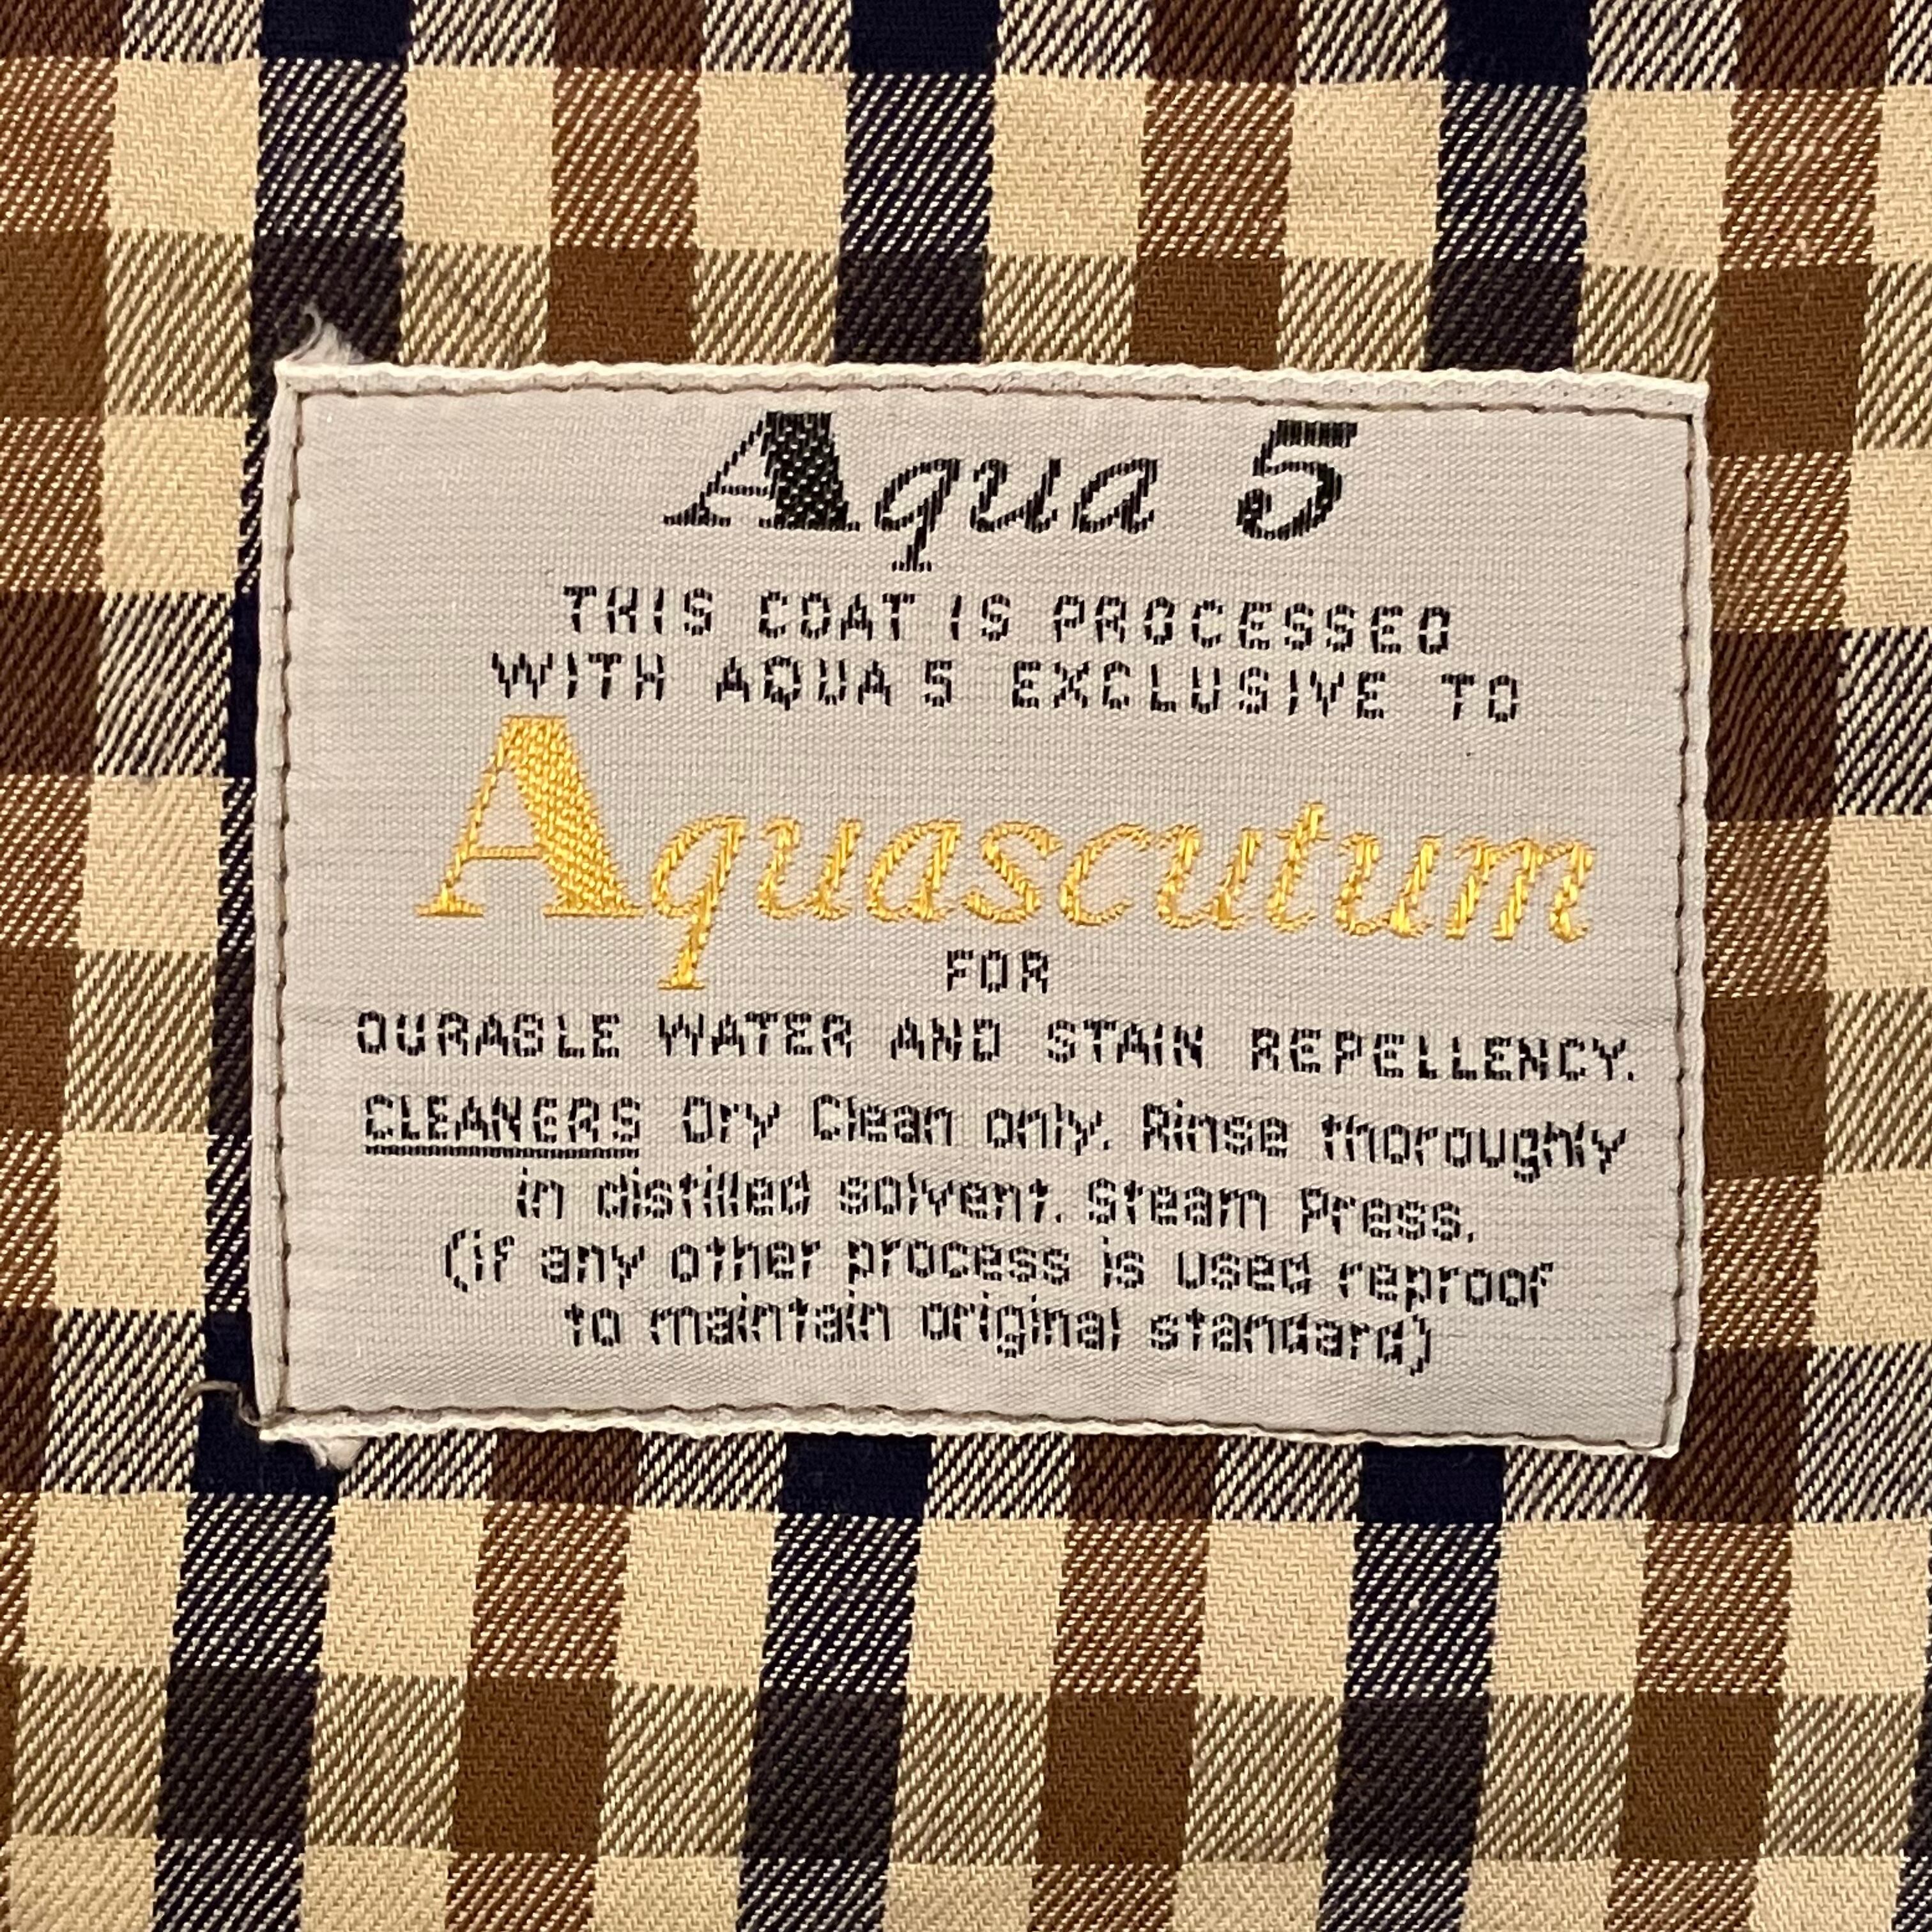 Aqua 5
THIS COAT IS PROCESSED
WITH AQUA 5 EXCLUSIVE TO
Aquascutum
FOR
DURABLE WATER AND STAIN REPELLENCY.
CLEANERS Dry Clean only. Rinse thoroughly
in distilled solvent. Steam Press.
(if any other process is used reproof
to maintain original standard)